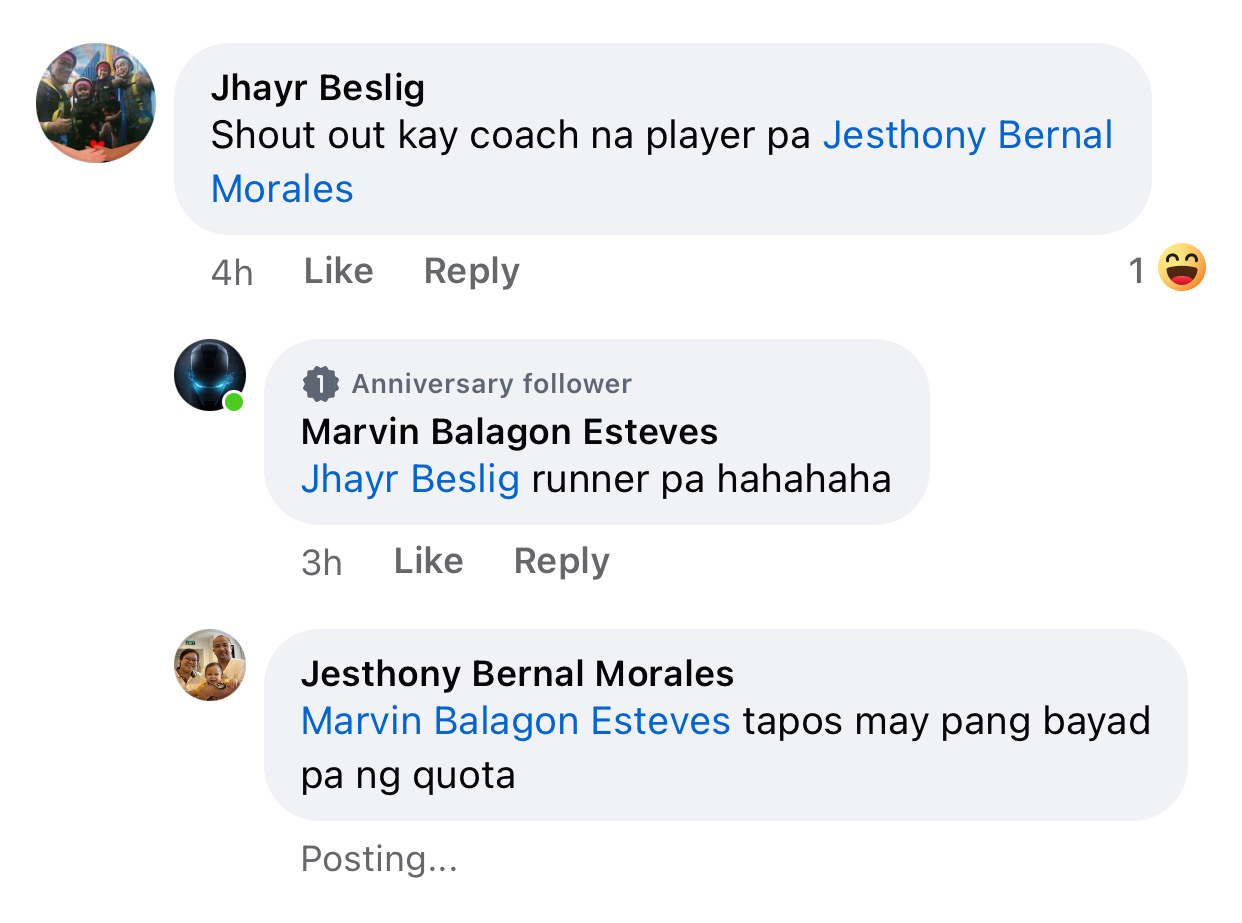 Jhayr Beslig
Shout out kay coach na player pa Jesthony Bernal
Morales
4h Like Reply 1
1 Anniversary follower
Marvin Balagon Esteves
Jhayr Beslig runner pa hahahaha
3h Like Reply
Jesthony Bernal Morales
Marvin Balagon Esteves tapos may pang bayad
pa ng quota
Posting...